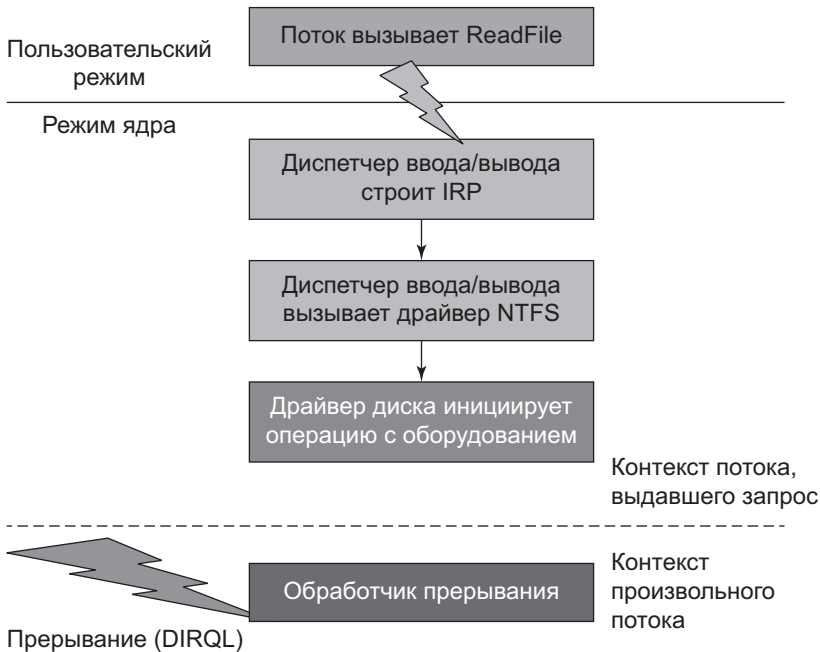 Поток вызывает ReadFile
Пользовательский
режим
Режим ядра
Диспетчер ввода/вывода
строит IRP
Диспетчер ввода/вывода
вызывает драйвер NTFS
Драйвер диска инициирует
операцию с оборудованием
Контекст потока,
выдавшего запрос
Обработчик прерывания
Контекст
произвольного
потока
Прерывание (DIRQL)